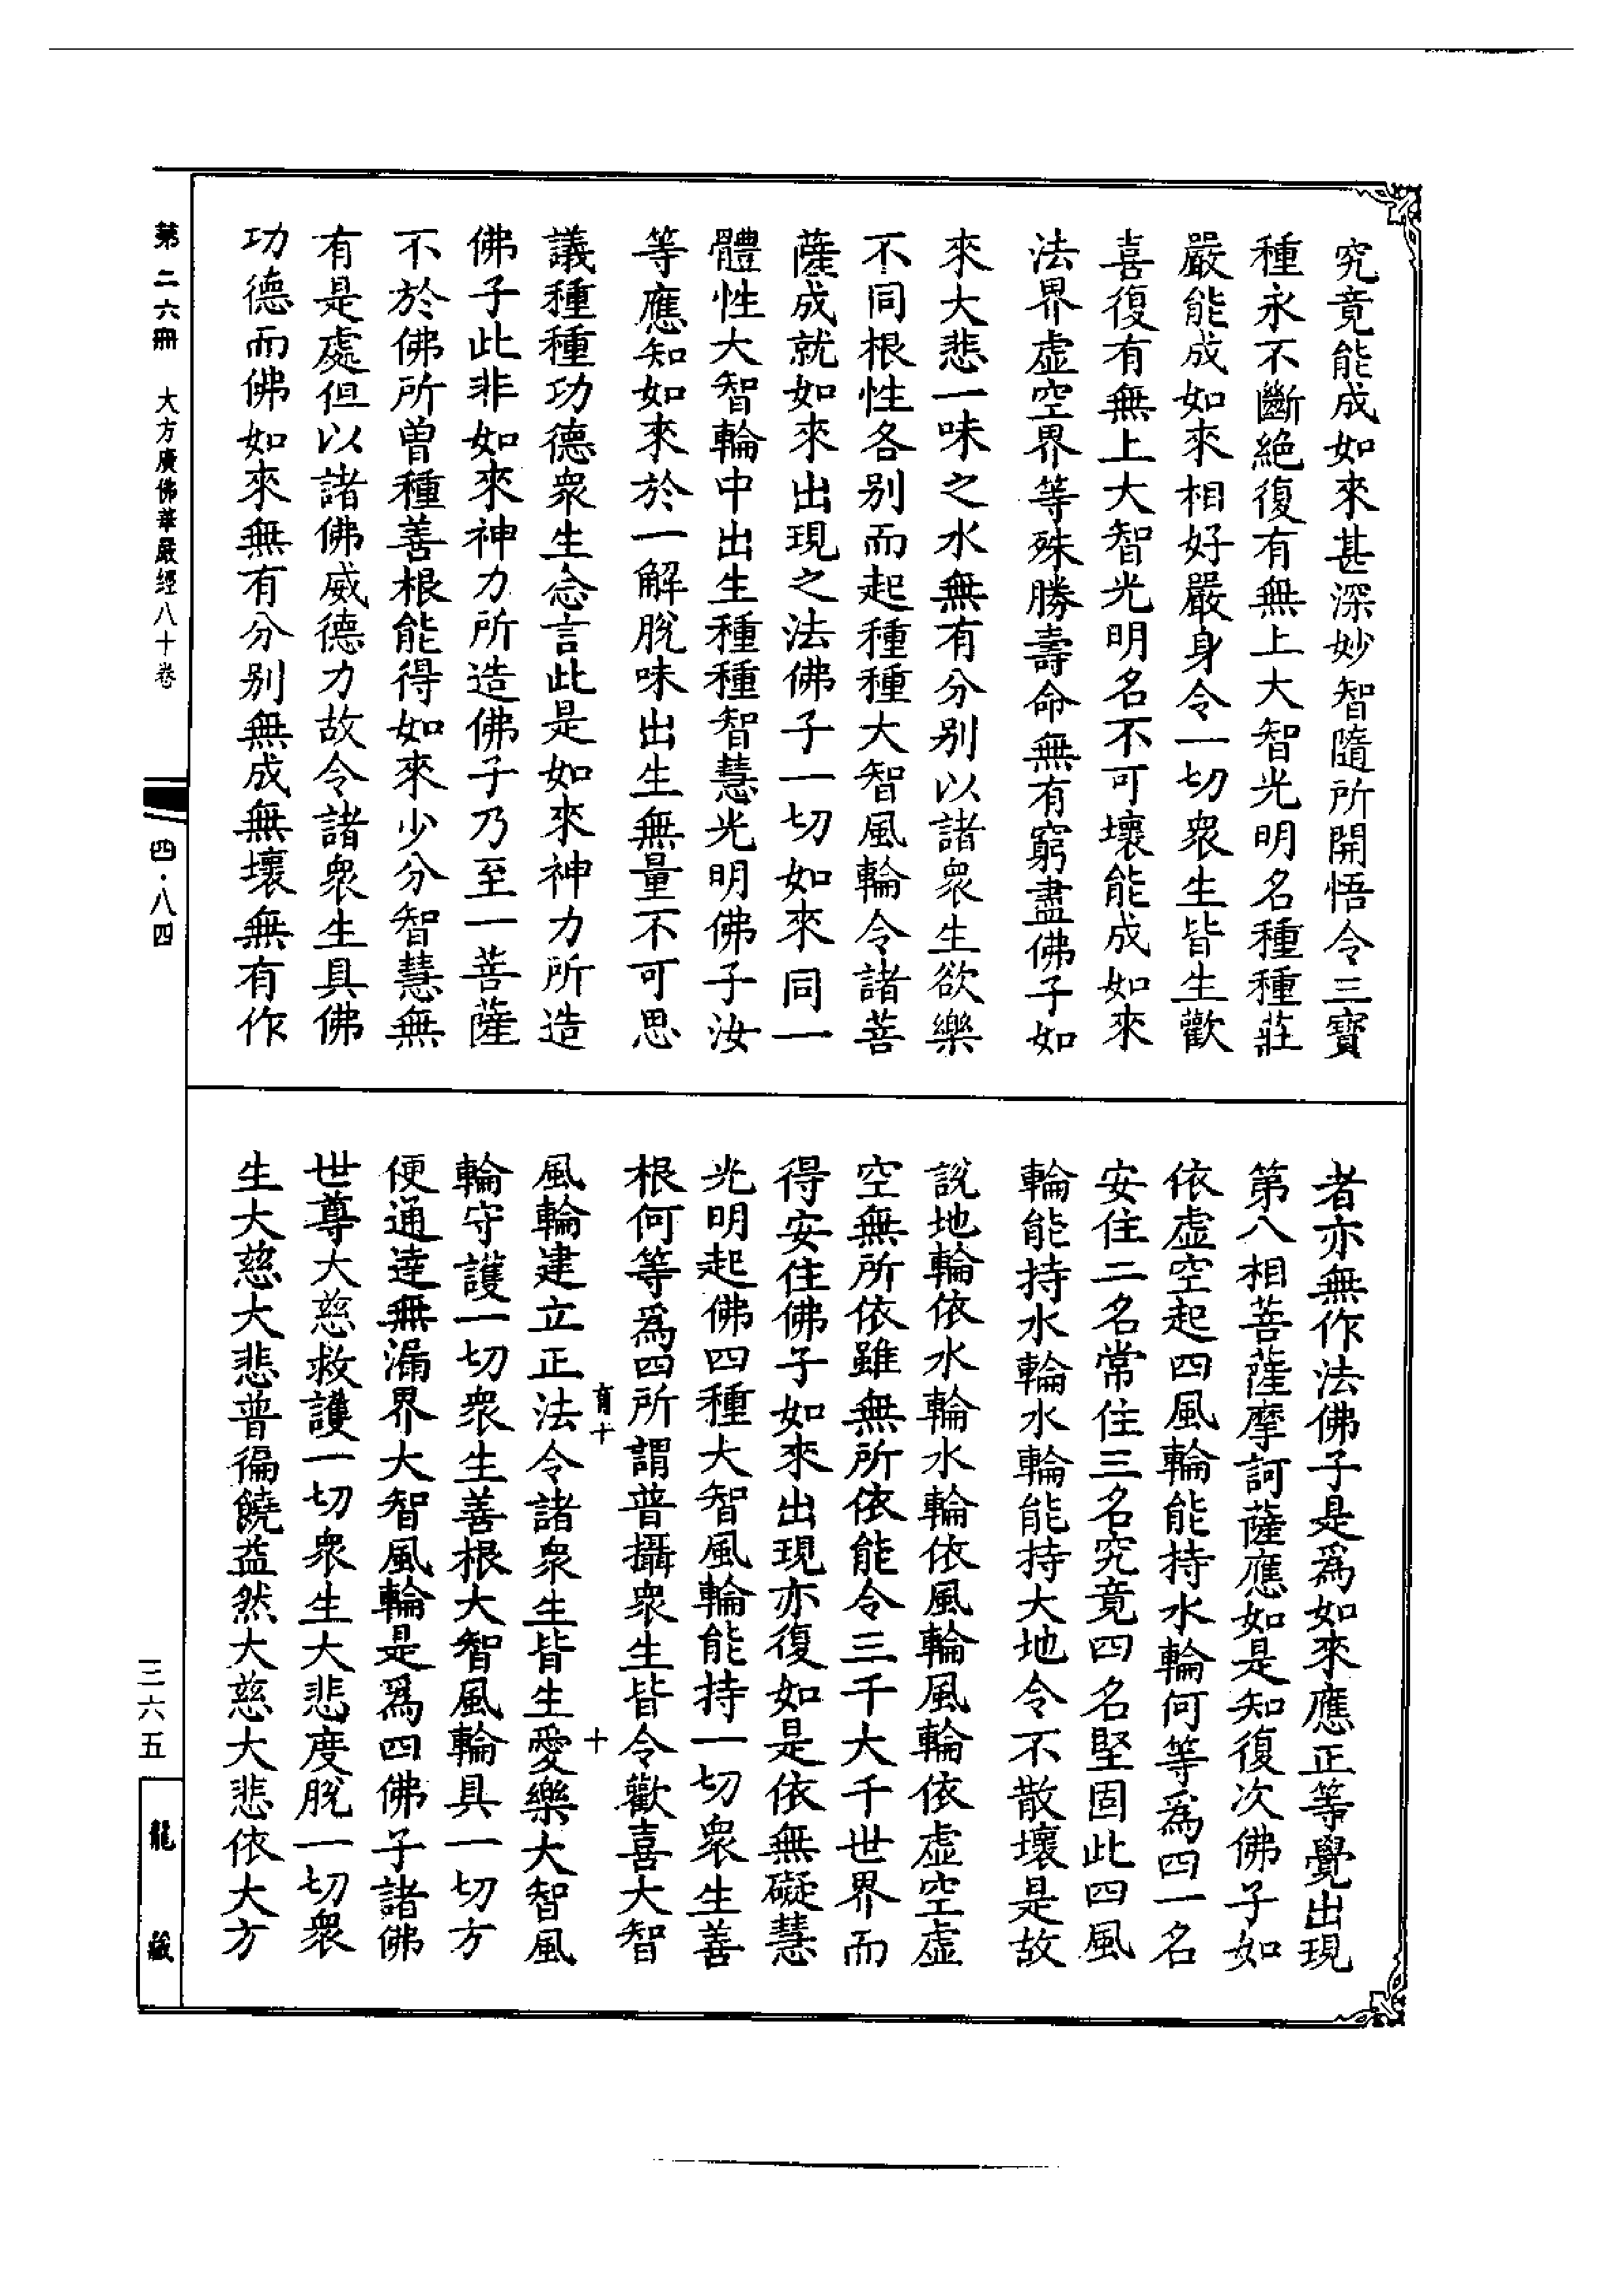 究竟能成如來甚深妙智隨所開悟令三寶
種永不斷絕復有無上大智光明名種種莊
嚴能成如來相好嚴身令一切眾生皆生歡
喜復有無上大智光明名不可壞能成如來
法界虛空界等殊勝壽命無有窮盡佛子如
來大悲一味之水無有分別以諸眾生欲樂
不同根性各別而起種種大智風輪令諸菩
薩成就如來出現之法佛子一切如來同一
體性大智輪中出生種種智慧光明佛子汝
等應知如來於一解脫味出生無量不可思
議種種功德眾生念言此是如來神力所造
佛子此非如來神力所造佛子乃至一菩薩
不於佛所曾種善根能得如來少分智慧無
有是處但以諸佛威德力故令諸眾生具佛
功德而佛如來無有分別無成無壞無有作
者亦無作法佛子是為如來應正等覺出現
第八相菩薩摩訶薩應如是知復次佛子如
依虛空起四風輪能持水輪何等為四一名
安住二名常住三名究竟四名堅固此四風
輪能持水輪水輪能持大地令不散壞是故
說地輪依水輪水輪依風輪風輪依虛空虛
空無所依雖無所依能令三千大千世界而
得安住佛子如來出現亦復如是依無礙慧
光明起佛四種大智風輪能持一切眾生善
根何等為四所謂普攝眾生皆令歡喜大智
育十
十
風輪建立正法令諸眾生皆生愛樂大智風
輪守護一切眾生善根大智風輪具一切方
便通達無漏界大智風輪是為四佛子諸佛
世尊大慈救護一切眾生大悲度脫一切眾
生大慈大悲普徧饒益然大慈大悲依大方
第二六冊 大方廣佛華嚴經八十卷
四·八四
三六五
龍藏